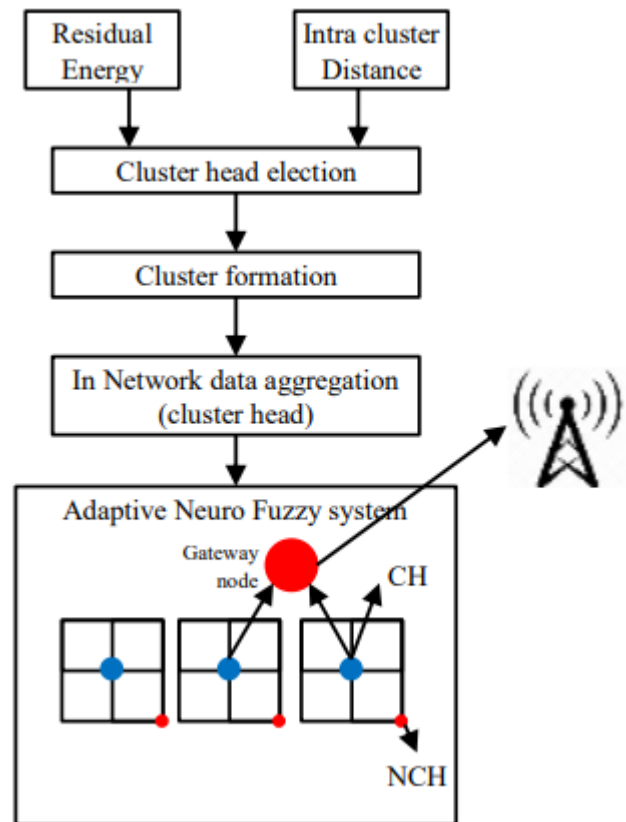 Residual
Energy
Intra cluster
Distance
Cluster head election
Cluster formation
In Network data aggregation
(cluster head)
Adaptive Neuro Fuzzy system
Gateway
node
CH
NCH